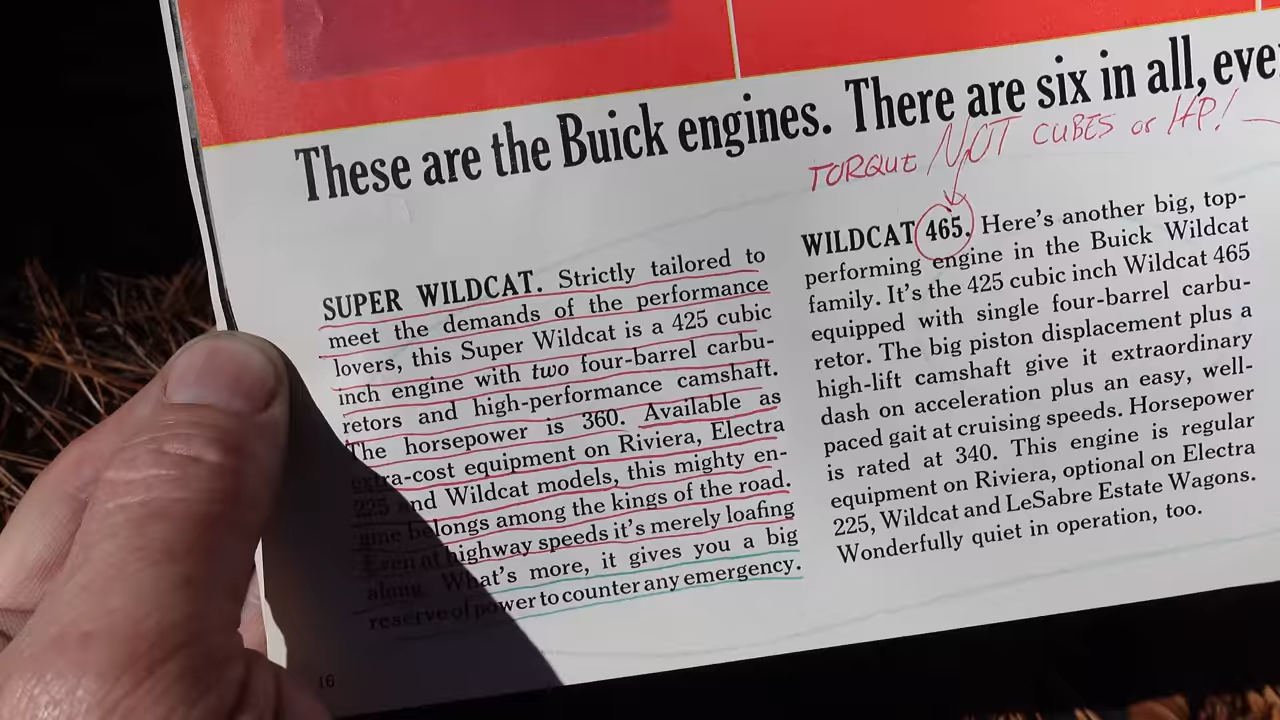 These are the Buick engines. There are six in all, eve
TORQUE NOT CUBES or HP!
SUPER WILDCAT. Strictly tailored to
meet the demands of the performance
lovers, this Super Wildcat is a 425 cubic
inch engine with two four-barrel carbu-
retors and high-performance camshaft.
The horsepower is 360. Available as
extra-cost equipment on Riviera, Electra
225 and Wildcat models, this mighty en-
gine belongs among the kings of the road.
Even at highway speeds it's merely loafing
along. What's more, it gives you a big
reserve of power to counter any emergency.
WILDCAT 465. Here's another big, top-
performing engine in the Buick Wildcat
family. It's the 425 cubic inch Wildcat 465
equipped with single four-barrel carbu-
retor. The big piston displacement plus a
high-lift camshaft give it extraordinary
dash on acceleration plus an easy, well-
paced gait at cruising speeds. Horsepower
is rated at 340. This engine is regular
equipment on Riviera, optional on Electra
225, Wildcat and LeSabre Estate Wagons.
Wonderfully quiet in operation, too.
16